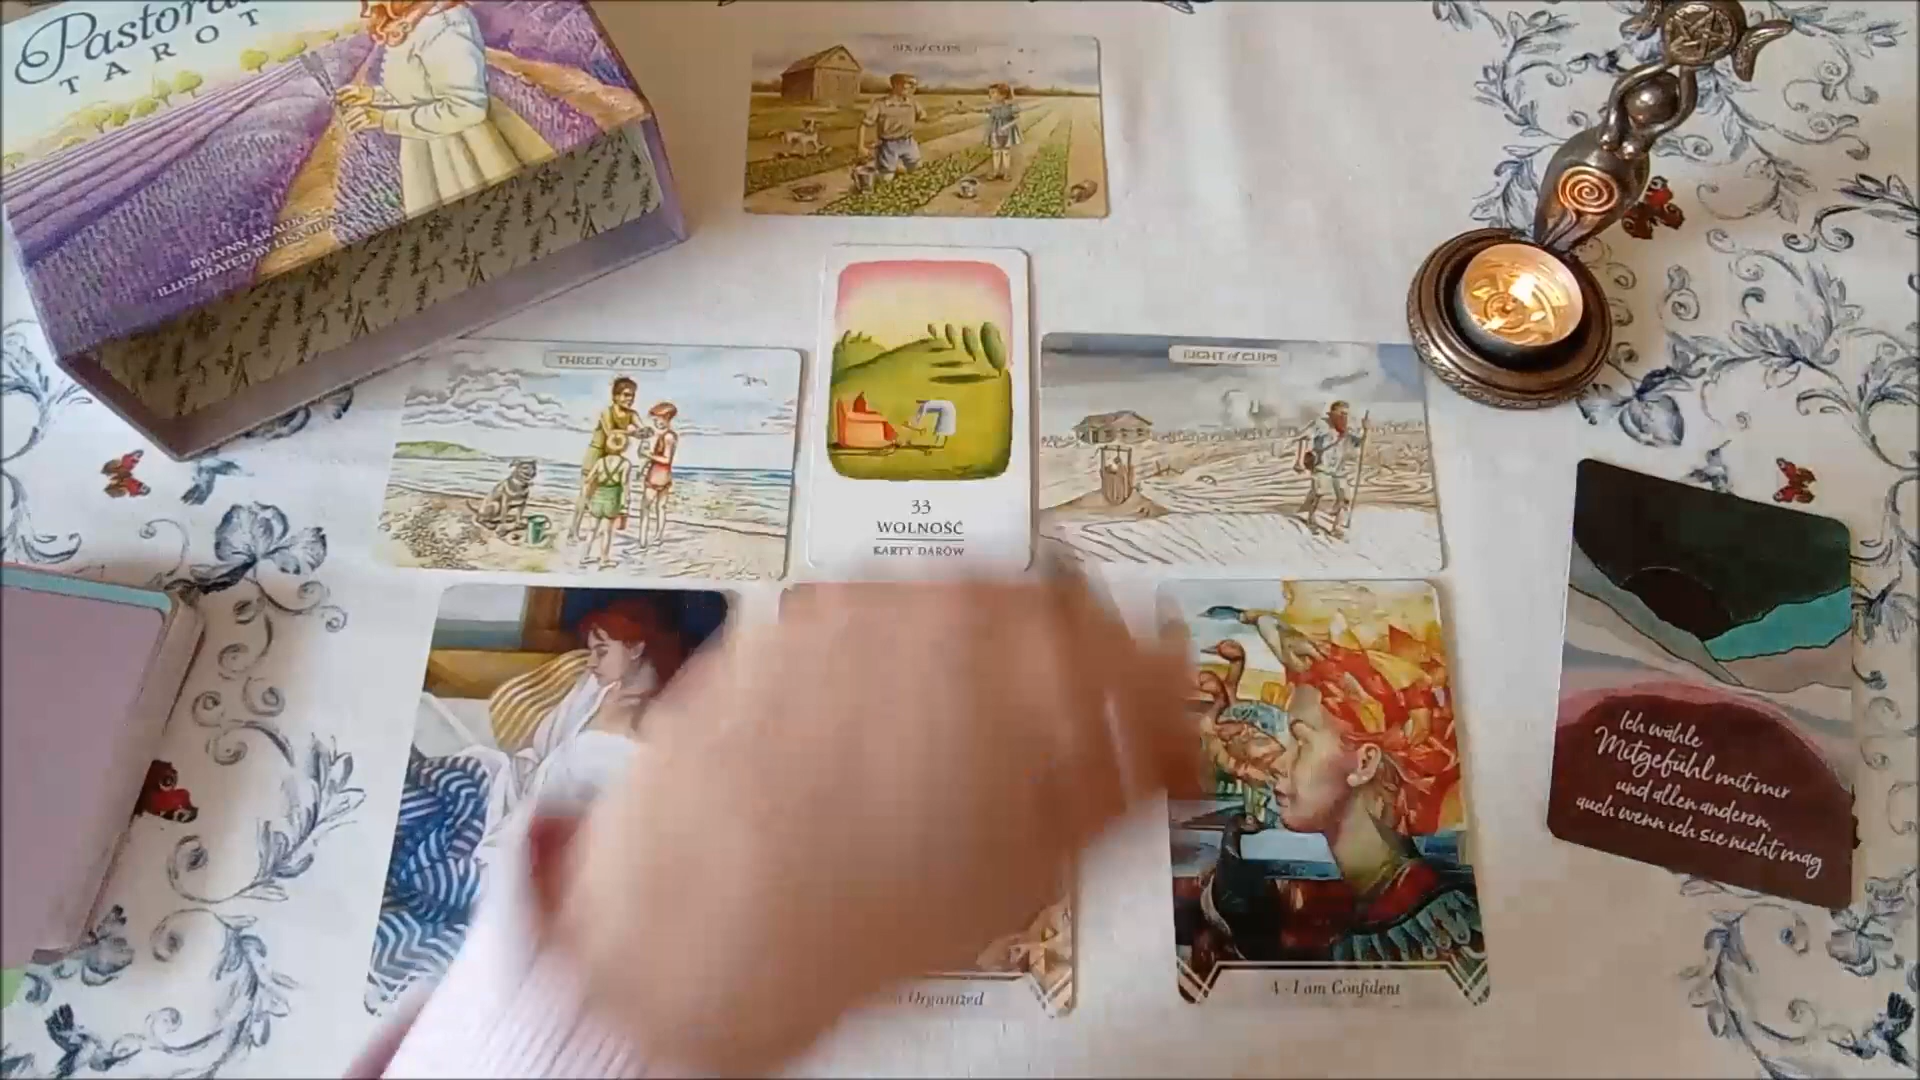 Pastoral
TAROT
BY LYNN ARAUJO
ILLUSTRATED BY LISA HUNT
SIX of CUPS
THREE of CUPS
33
WOLNOŚĆ
KARTY DARÓW
EIGHT of CUPS
Organized
4 - I am Confident
Ich wähle
Mitgefühl mit mir
und allen anderen,
auch wenn ich sie nicht mag